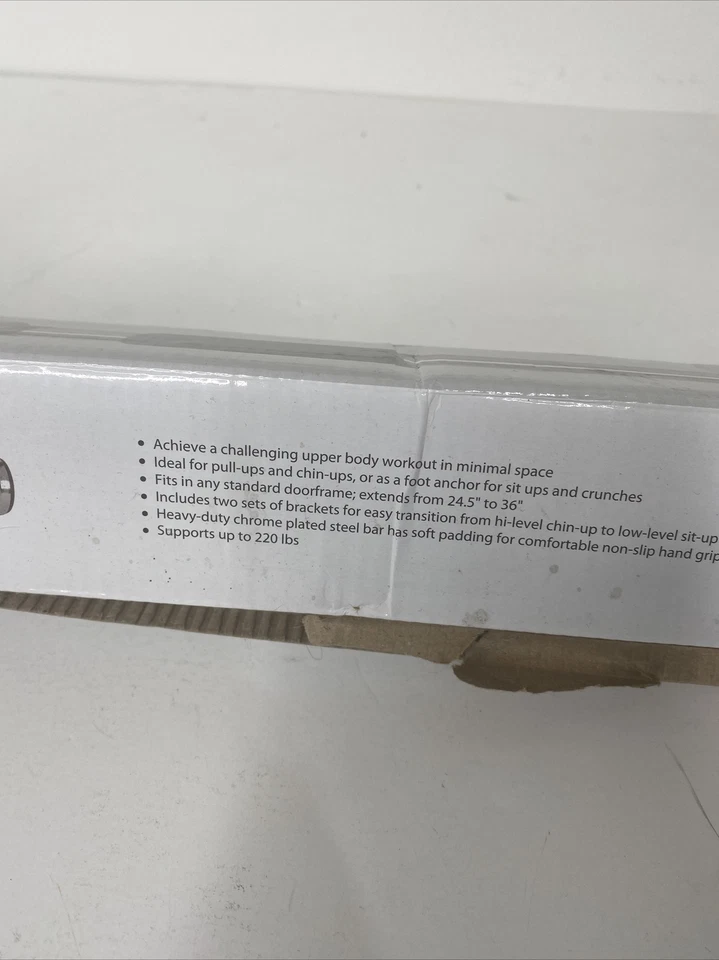 • Achieve a challenging upper body workout in minimal space
• Ideal for pull-ups and chin-ups, or as a foot anchor for sit ups and crunches
• Fits in any standard doorframe; extends from 24.5" to 36"
• Includes two sets of brackets for easy transition from hi-level chin-up to low-level sit-up
• Heavy-duty chrome plated steel bar has soft padding for comfortable non-slip hand grip
• Supports up to 220 lbs